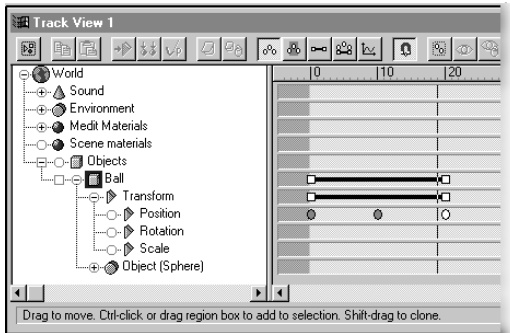 Track View 1
0 10 20
World
Sound
Environment
Medit Materials
Scene materials
Objects
Ball
Transform
Position
Rotation
Scale
Object (Sphere)
Drag to move. Ctrl-click or drag region box to add to selection. Shift-drag to clone.